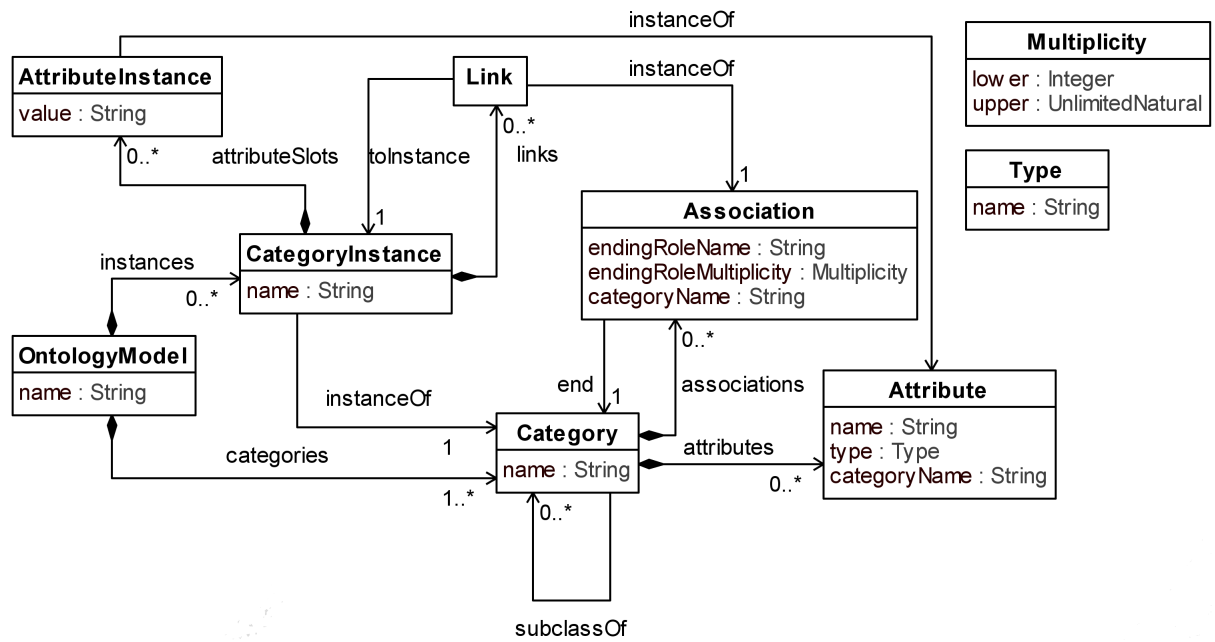 instanceOf
AttributeInstance
value : String
Link
instanceOf
Multiplicity
lower : Integer
upper : UnlimitedNatural
0..*
attributeSlots
toInstance
0..*
links
1
1
Type
name : String
Association
endingRoleName : String
endingRoleMultiplicity : Multiplicity
categoryName : String
CategoryInstance
name : String
instances
0..*
OntologyModel
name : String
0..*
end
1
associations
instanceOf
1
Attribute
name : String
type : Type
categoryName : String
Category
name : String
attributes
0..*
categories
1..*
0..*
subclassOf